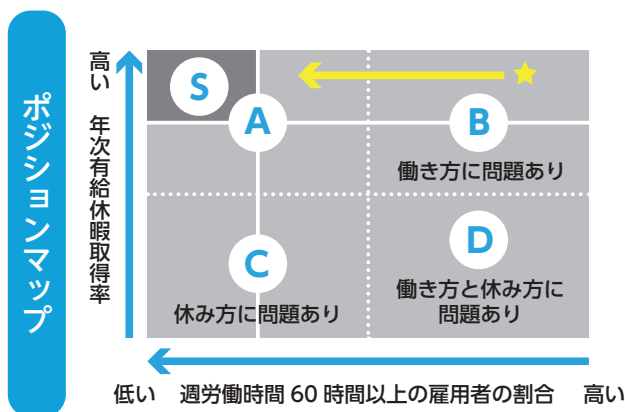 ポジションマップ
高い 年次有給休暇取得率
S
A
B
働き方に問題あり
C
休み方に問題あり
D
働き方と休み方に
問題あり
低い 週労働時間 60 時間以上の雇用者の割合 高い